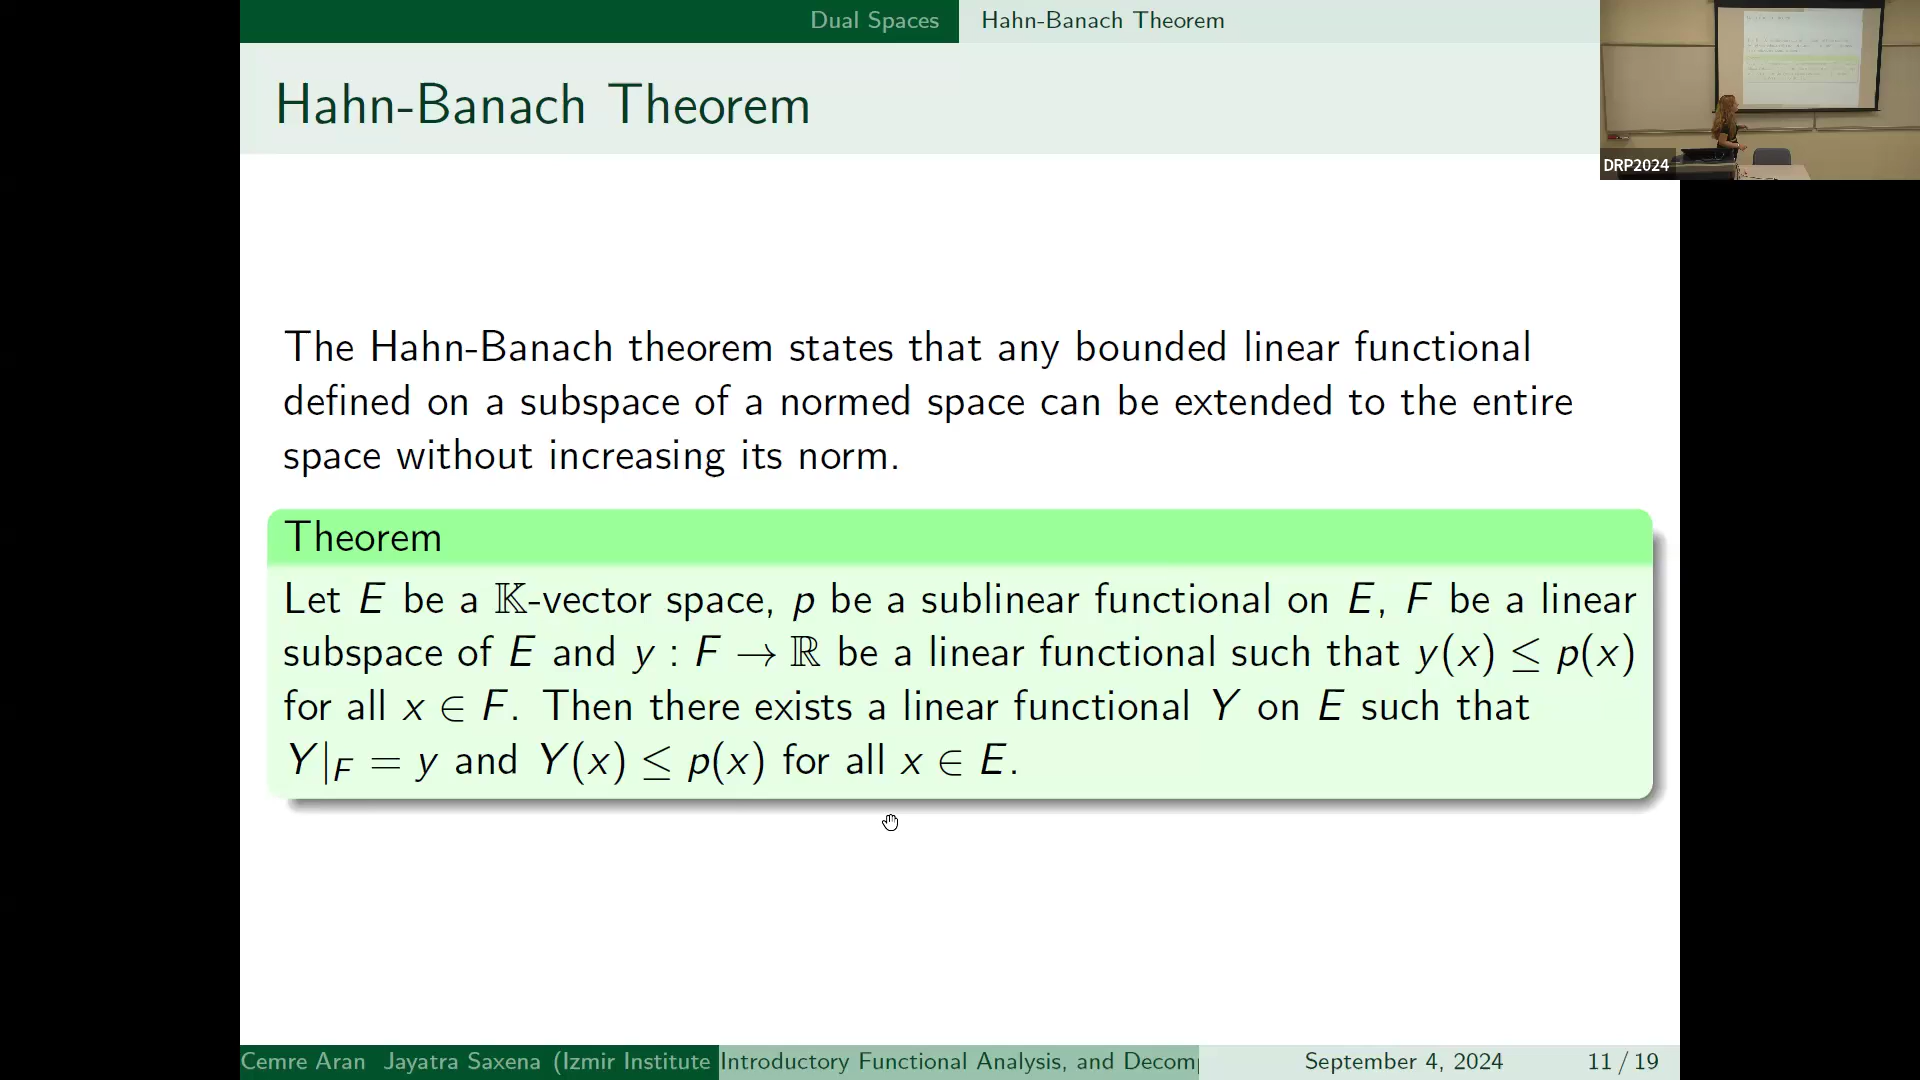 Dual Spaces
Hahn-Banach Theorem
Hahn-Banach Theorem
DRP2024
The Hahn-Banach theorem states that any bounded linear functional
defined on a subspace of a normed space can be extended to the entire
space without increasing its norm.
Theorem
Let E be a 𝕂-vector space, p be a sublinear functional on E, F be a linear
subspace of E and y : F → ℝ be a linear functional such that y(x) ≤ p(x)
for all x ∈ F. Then there exists a linear functional Y on E such that
Y|F = y and Y(x) ≤ p(x) for all x ∈ E.
Cemre Aran Jayatra Saxena (Izmir Institute
Introductory Functional Analysis, and Decom
September 4, 2024
11 / 19